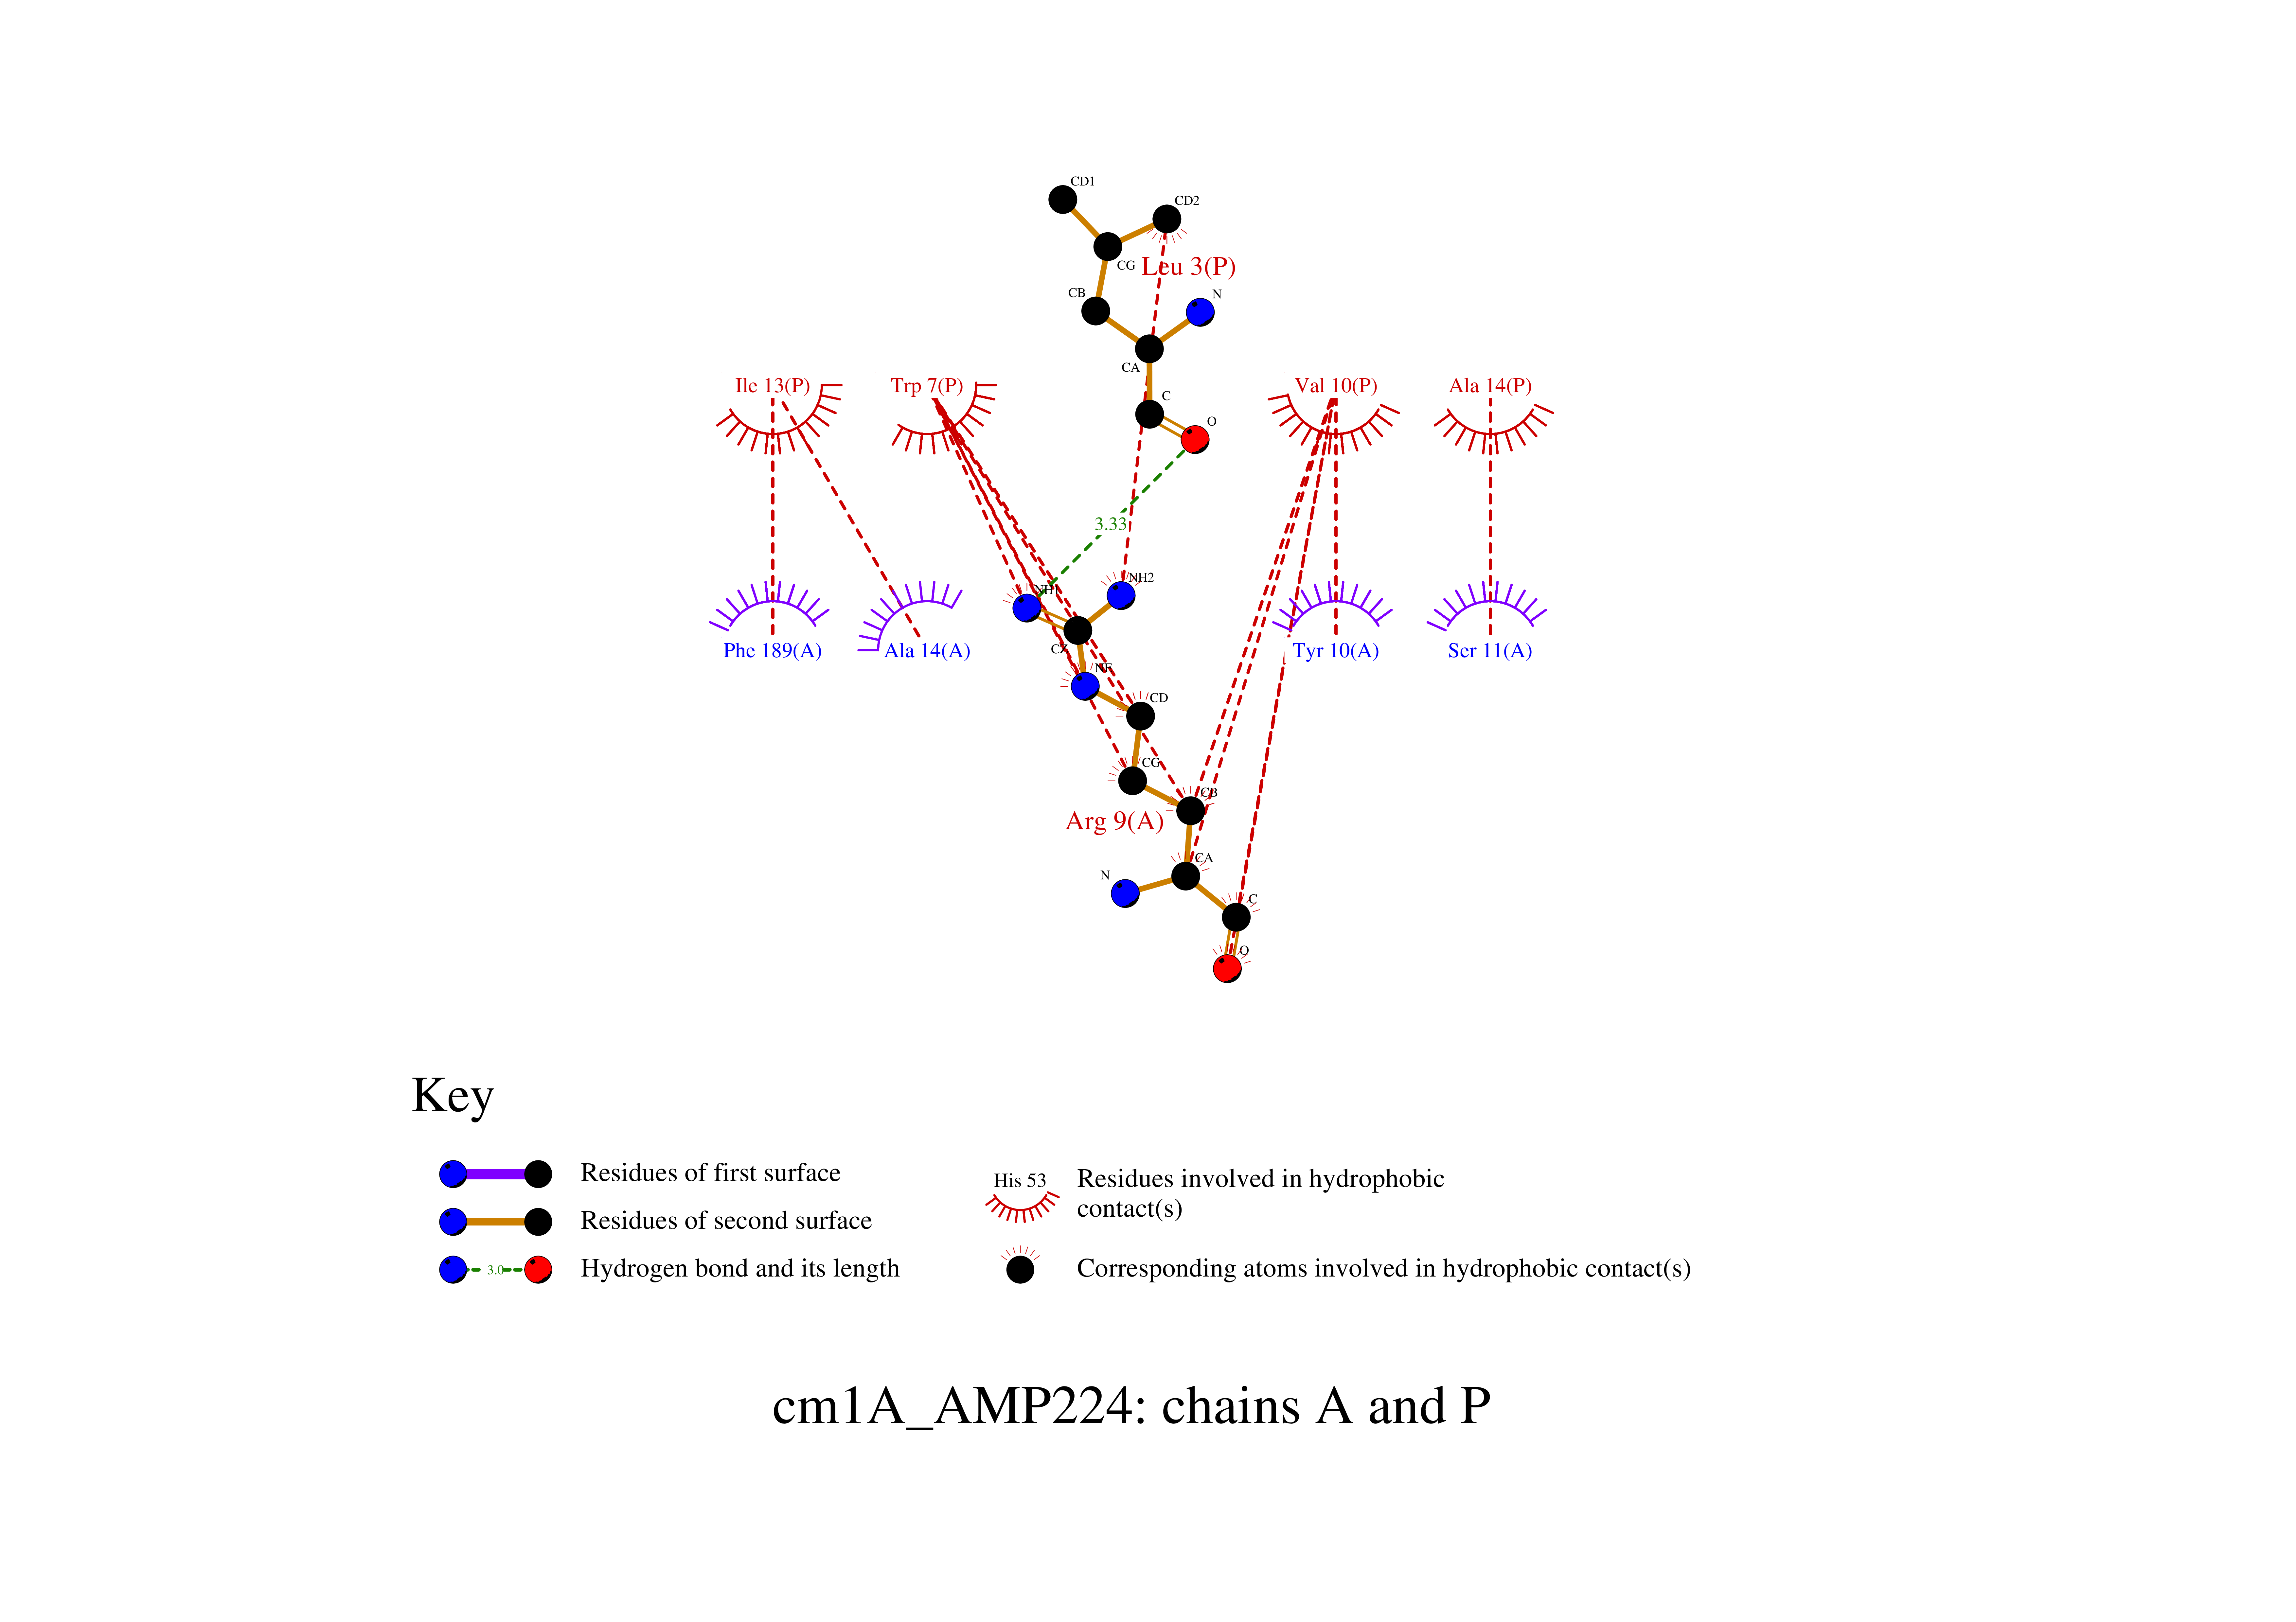 CD1
CD2
CG
Leu 3(P)
CB
N
CA
Ile 13(P) Trp 7(P) Val 10(P) Ala 14(P)
C
O
3.33
NH2
NH1
Phe 189(A) Ala 14(A) Tyr 10(A) Ser 11(A)
CZ
NE
CD
CG
CB
Arg 9(A)
CA
N
C
O
Key
Residues of first surface
His 53 Residues involved in hydrophobic
contact(s)
Residues of second surface
3.0 Hydrogen bond and its length
Corresponding atoms involved in hydrophobic contact(s)
cm1A_AMP224: chains A and P